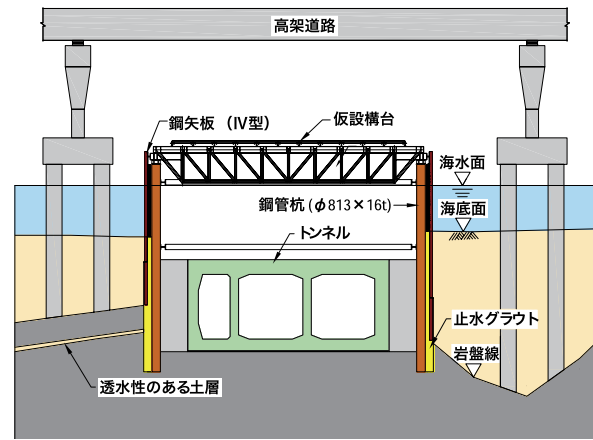 高架道路
鋼矢板 （Ⅳ型）
仮設構台
海水面
鋼管杭 (φ813×16t)
海底面
トンネル
止水グラウト
岩盤線
透水性のある土層